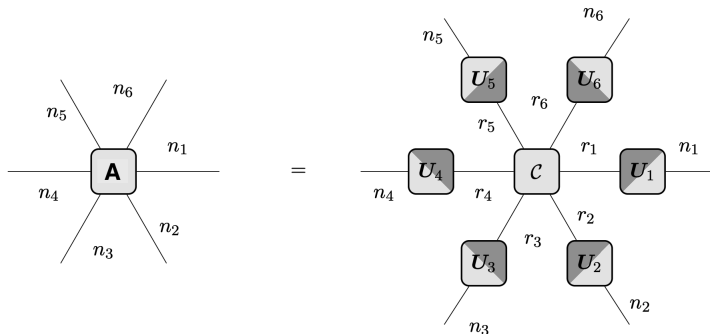 n₆
n₅
n₆
U₅ U₆
n₅
r₆
r₅
n₁ r₁ n₁
A = U₄ C U₁
n₄ n₄ r₄
r₂
n₂ r₃
n₃
U₃ U₂
n₂
n₃